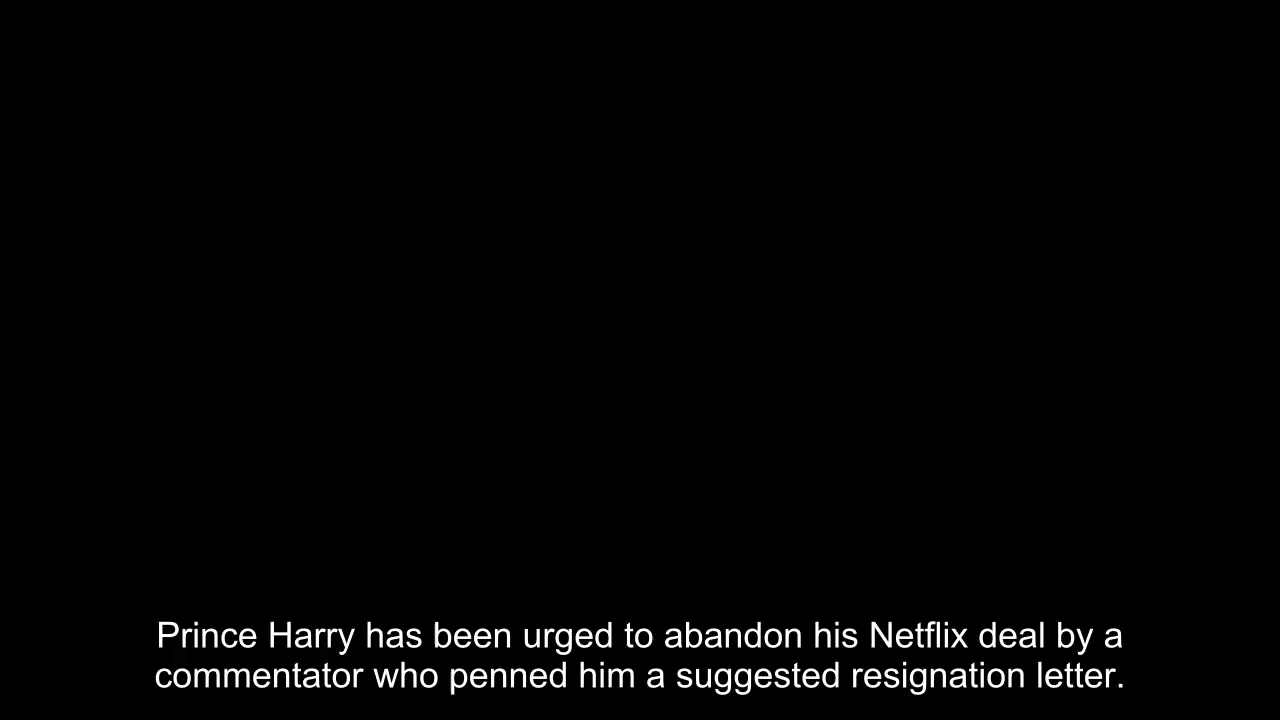 Prince Harry has been urged to abandon his Netflix deal by a
commentator who penned him a suggested resignation letter.